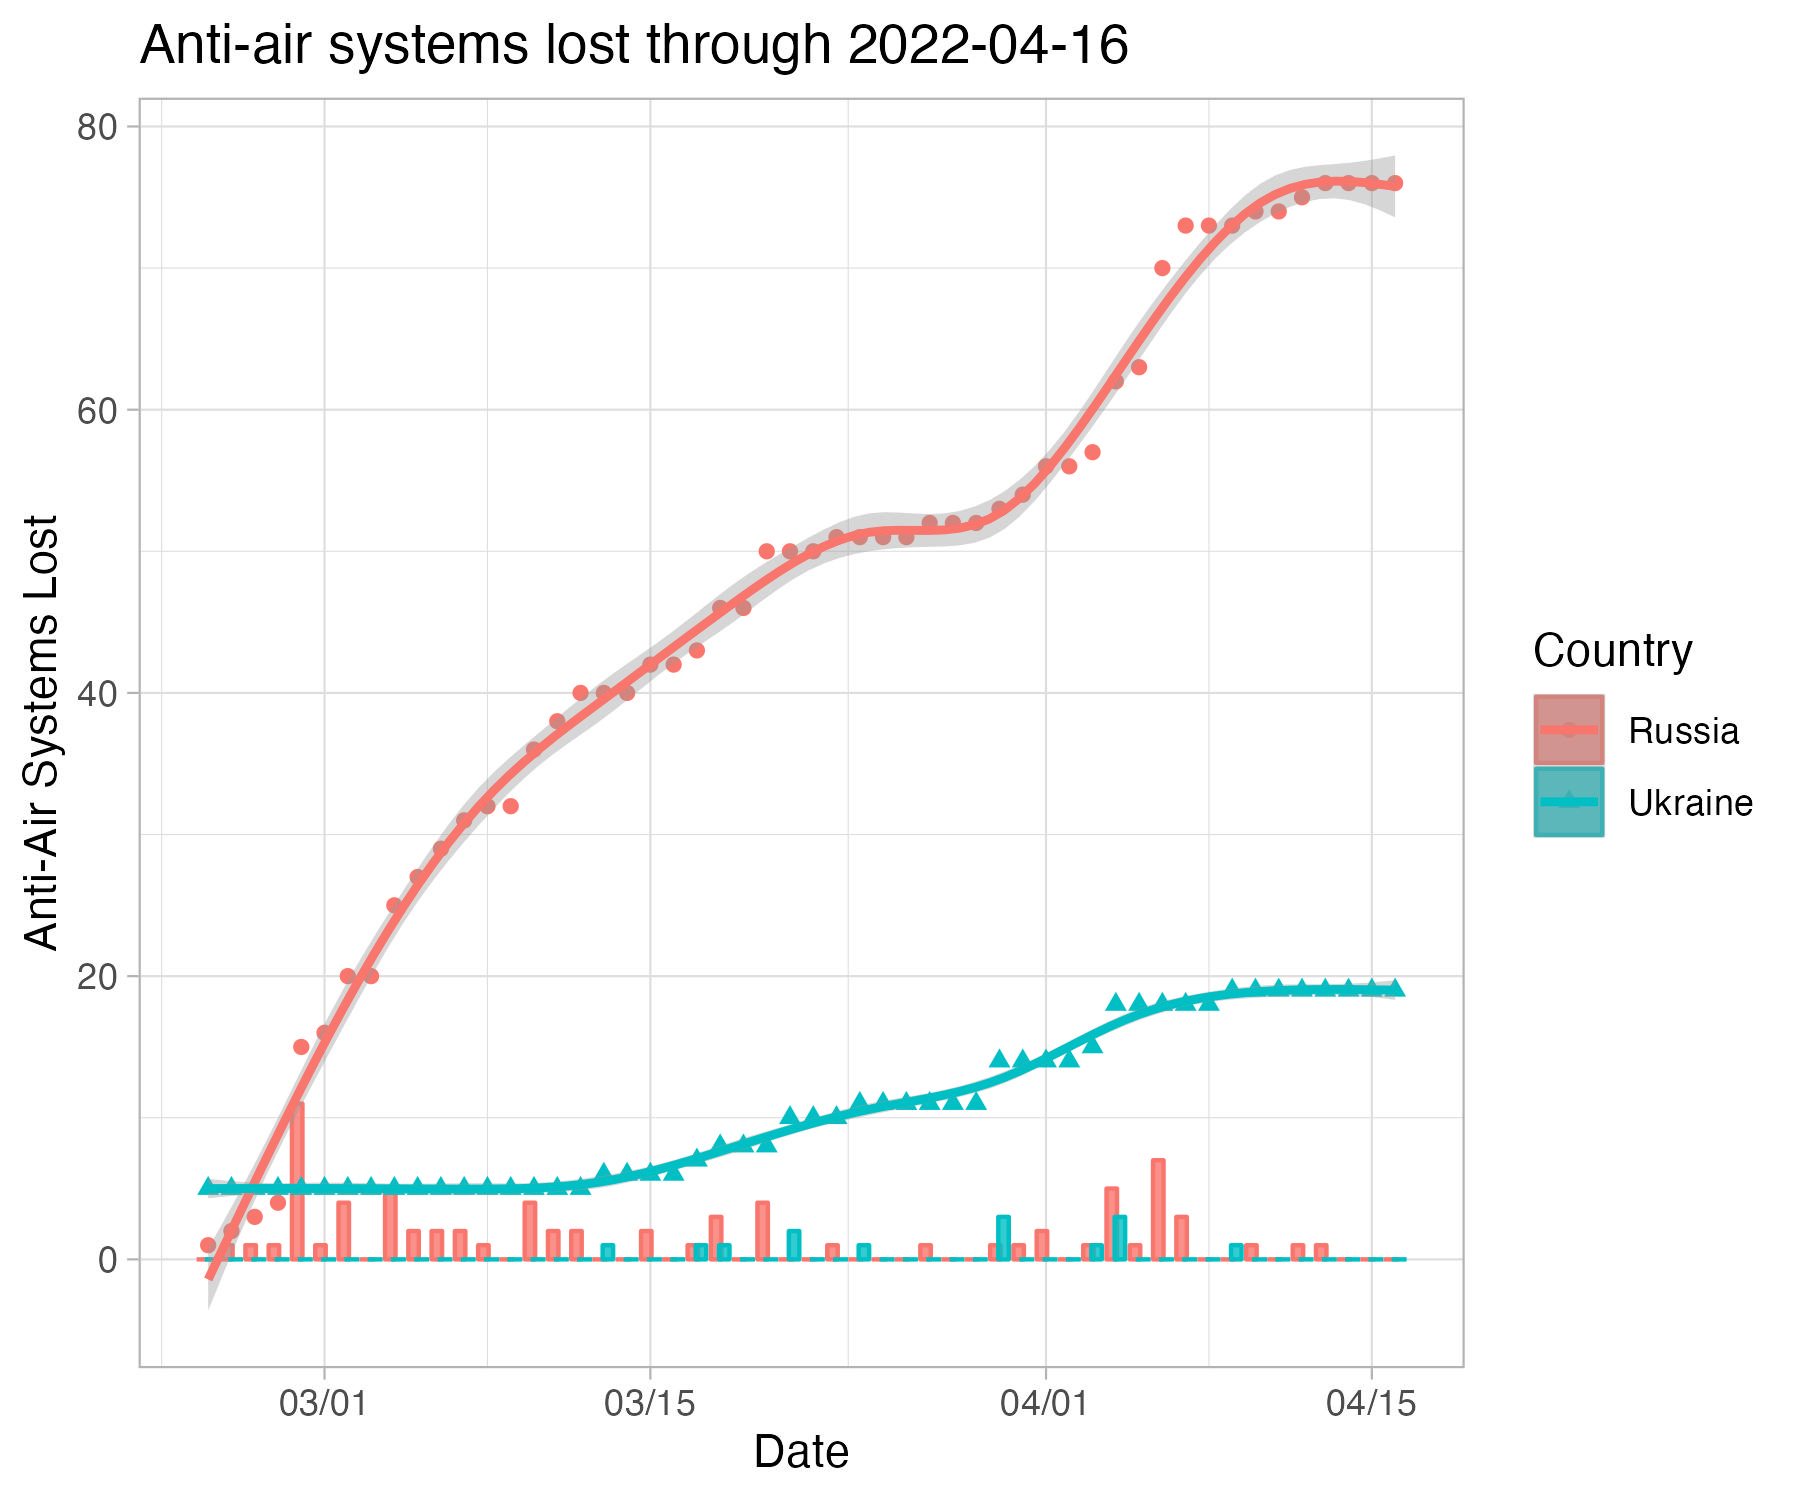 Anti-air systems lost through 2022-04-16
Anti-Air Systems Lost
80
60
40
20
0
03/01
03/15
04/01
04/15
Date
Country
Russia
Ukraine